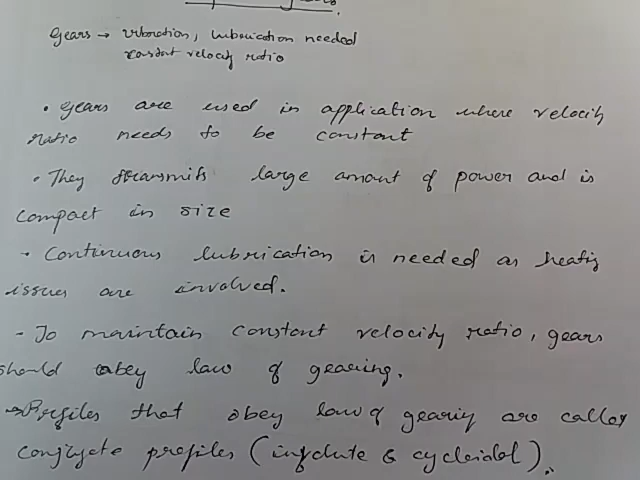 Gears → vibration, lubrication needed
constant velocity ratio
• Gears are used in application where velocity
ratio needs to be constant
• They transmits large amount of power and is
compact in size
- Continuous lubrication is needed as heating
issues are involved.
- To maintain constant velocity ratio, gears
should obey law of gearing.
→ Profiles that obey law of gearing are called
conjugate profiles (involute & cycloidal).